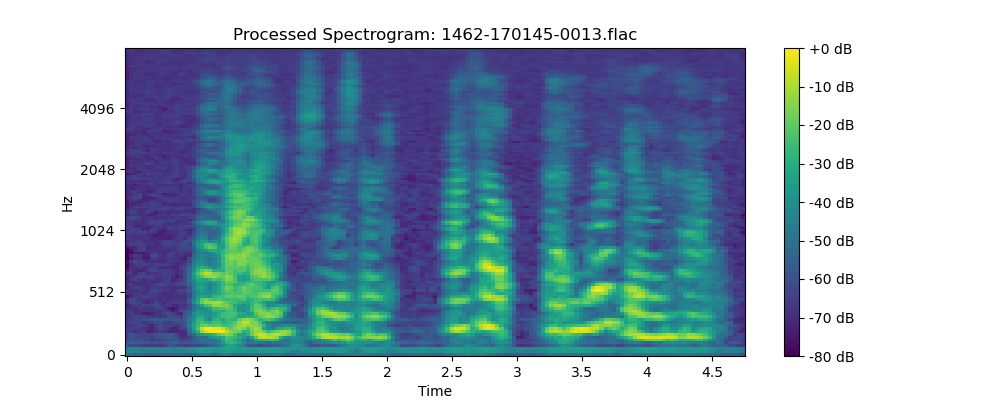 Processed Spectrogram: 1462-170145-0013.flac
Hz
4096
2048
1024
512
0
0
0.5
1
1.5
2
2.5
3
3.5
4
4.5
Time
+0 dB
-10 dB
-20 dB
-30 dB
-40 dB
-50 dB
-60 dB
-70 dB
-80 dB